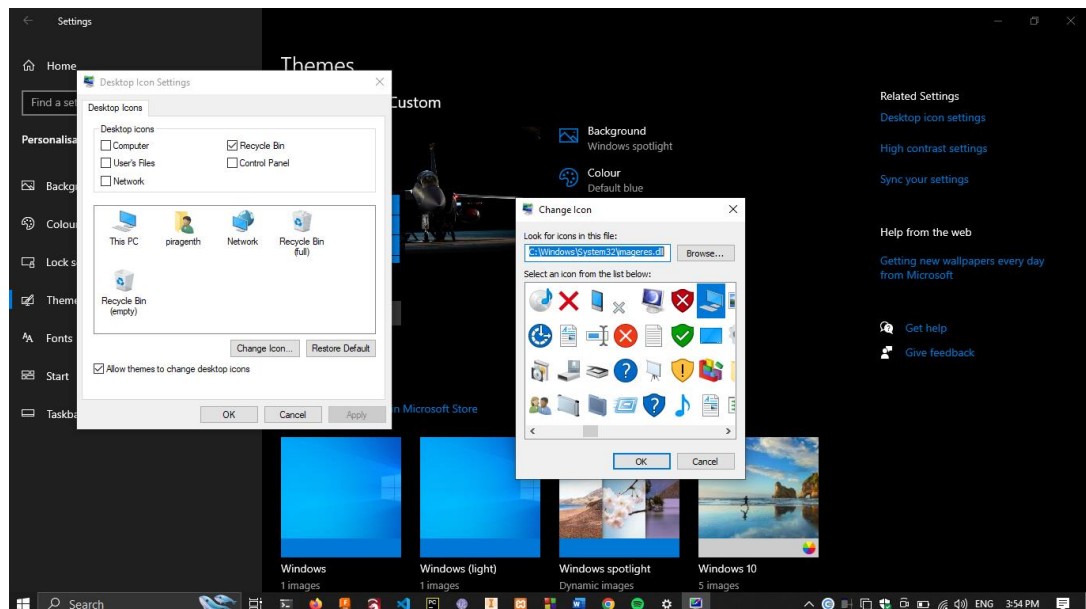 Settings
Home
Find a set
Personalisa
Backgr
Colour
Lock s
Theme
Fonts
Start
Taskba
Themes
Custom
Background
Windows spotlight
Colour
Default blue
Related Settings
Desktop icon settings
High contrast settings
Sync your settings
Help from the web
Getting new wallpapers every day
from Microsoft
Get help
Give feedback
Desktop Icon Settings
Desktop Icons
Desktop icons
Computer
Recycle Bin
User's Files
Control Panel
Network
This PC
piragenth
Network
Recycle Bin
(full)
Recycle Bin
(empty)
Change Icon...
Restore Default
Allow themes to change desktop icons
OK
Cancel
Apply
Change Icon
Look for icons in this file:
C:\Windows\System32\imageres.dll
Browse...
Select an icon from the list below:
OK
Cancel
in Microsoft Store
Windows
1 images
Windows (light)
1 images
Windows spotlight
Dynamic images
Windows 10
5 images
Search
ENG
3:54 PM